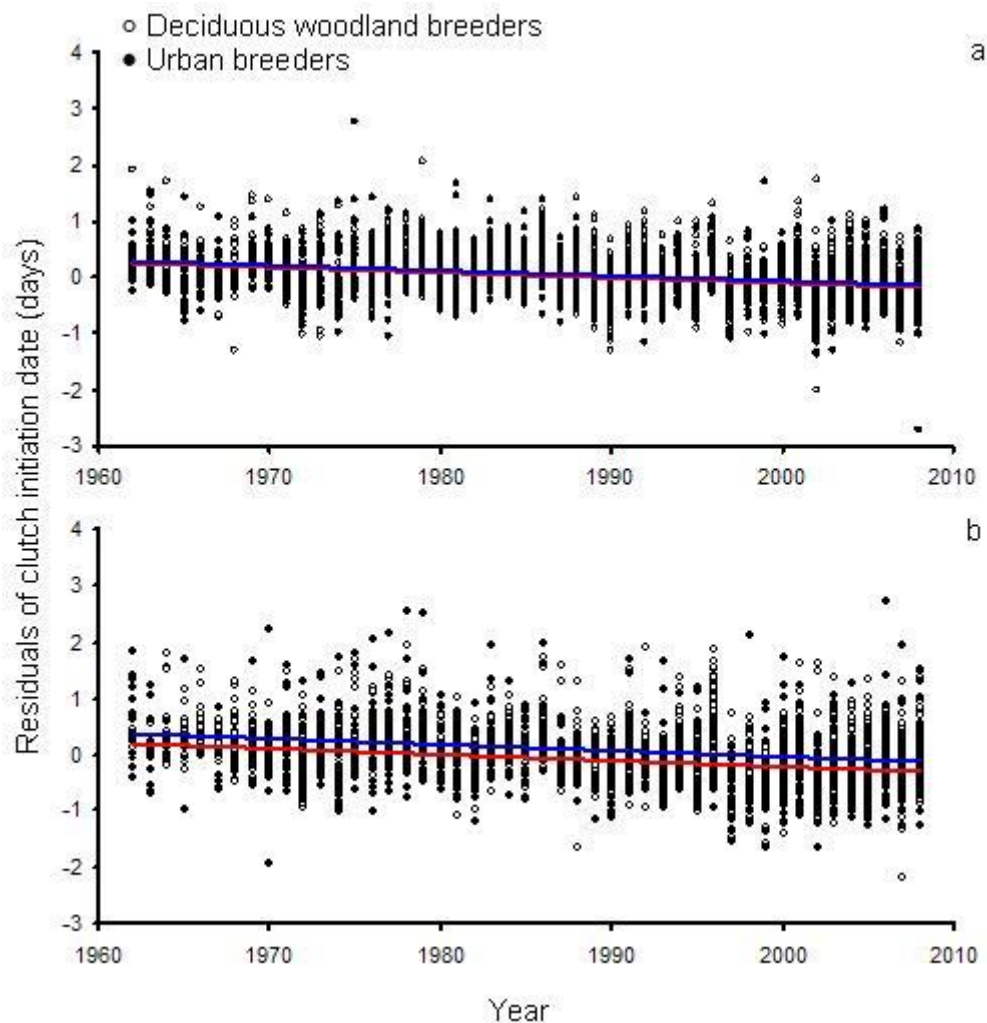 Deciduous woodland breeders
Urban breeders
a
4
3
2
1
0
-1
-2
-3
1960 1970 1980 1990 2000 2010
Residuals of clutch initiation date (days)
b
4
3
2
1
0
-1
-2
-3
1960 1970 1980 1990 2000 2010
Year